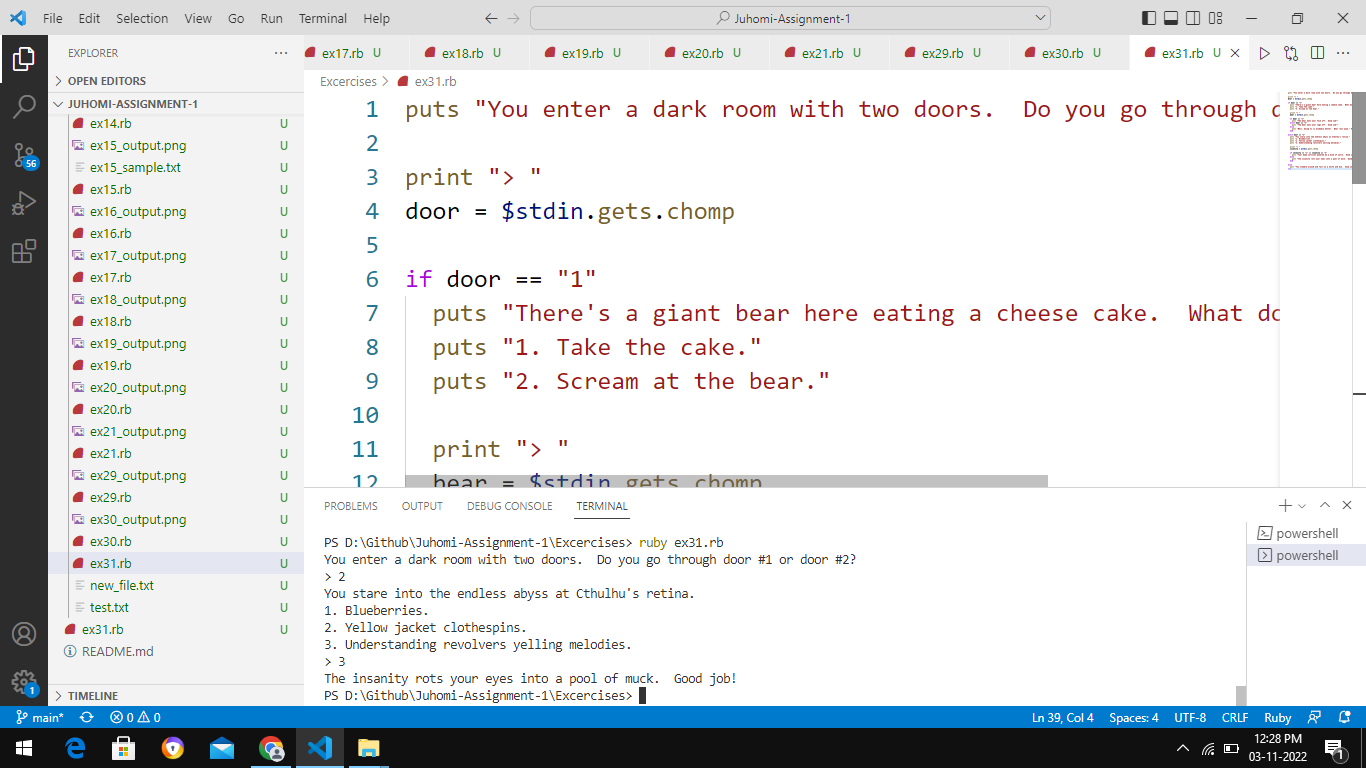 File Edit Selection View Go Run Terminal Help
Juhomi-Assignment-1
EXPLORER
OPEN EDITORS
JUHOMI-ASSIGNMENT-1
ex14.rb U
ex15_output.png U
ex15_sample.txt U
ex15.rb U
ex16_output.png U
ex16.rb U
ex17_output.png U
ex17.rb U
ex18_output.png U
ex18.rb U
ex19_output.png U
ex19.rb U
ex20_output.png U
ex20.rb U
ex21_output.png U
ex21.rb U
ex29_output.png U
ex29.rb U
ex30_output.png U
ex30.rb U
ex31.rb U
new_file.txt U
test.txt U
ex31.rb U
README.md
TIMELINE
56
1
ex17.rb U ex18.rb U ex19.rb U ex20.rb U ex21.rb U ex29.rb U ex30.rb U ex31.rb U
Excercises > ex31.rb
1 puts "You enter a dark room with two doors.  Do you go through d
2
3 print "> "
4 door = $stdin.gets.chomp
5
6 if door == "1"
7 puts "There's a giant bear here eating a cheese cake.  What do
8 puts "1. Take the cake."
9 puts "2. Scream at the bear."
10
11 print "> "
12 bear = $stdin.gets.chomp
PROBLEMS OUTPUT DEBUG CONSOLE TERMINAL
PS D:\Github\Juhomi-Assignment-1\Excercises> ruby ex31.rb
You enter a dark room with two doors.  Do you go through door #1 or door #2?
> 2
You stare into the endless abyss at Cthulhu's retina.
1. Blueberries.
2. Yellow jacket clothespins.
3. Understanding revolvers yelling melodies.
> 3
The insanity rots your eyes into a pool of muck.  Good job!
PS D:\Github\Juhomi-Assignment-1\Excercises>
powershell
powershell
main* 0 0 Ln 39, Col 4 Spaces: 4 UTF-8 CRLF Ruby
12:28 PM
03-11-2022
1